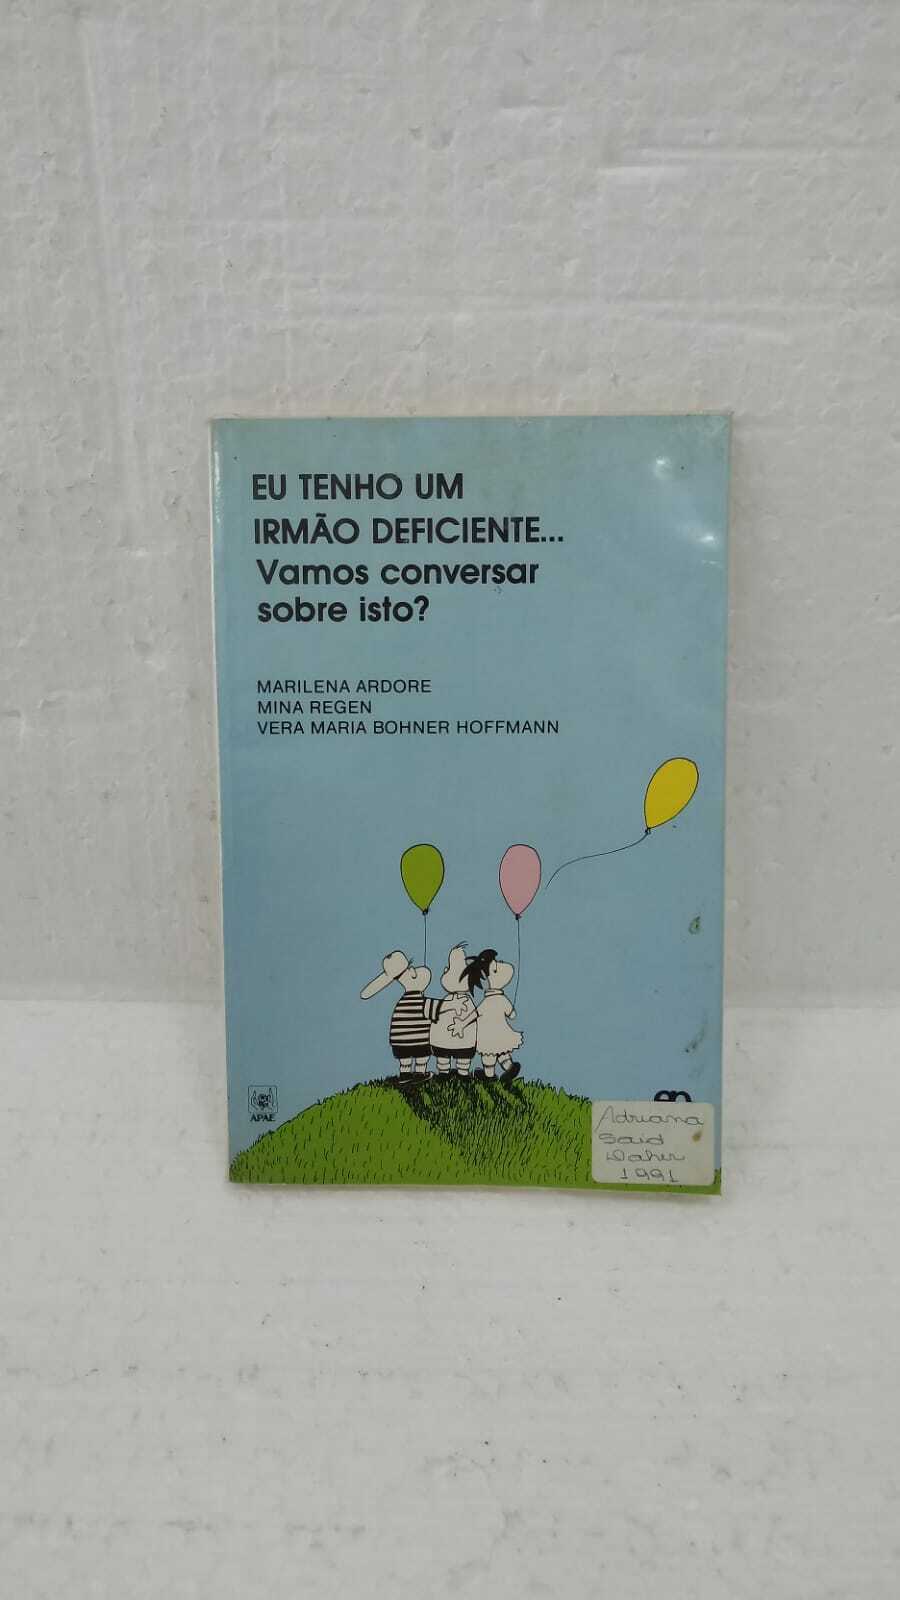 EU TENHO UM
IRMÃO DEFICIENTE...
Vamos conversar
sobre isto?
MARILENA ARDORE
MINA REGEN
VERA MARIA BOHNER HOFFMANN
APAE
Adriana
Said
Daher
1991